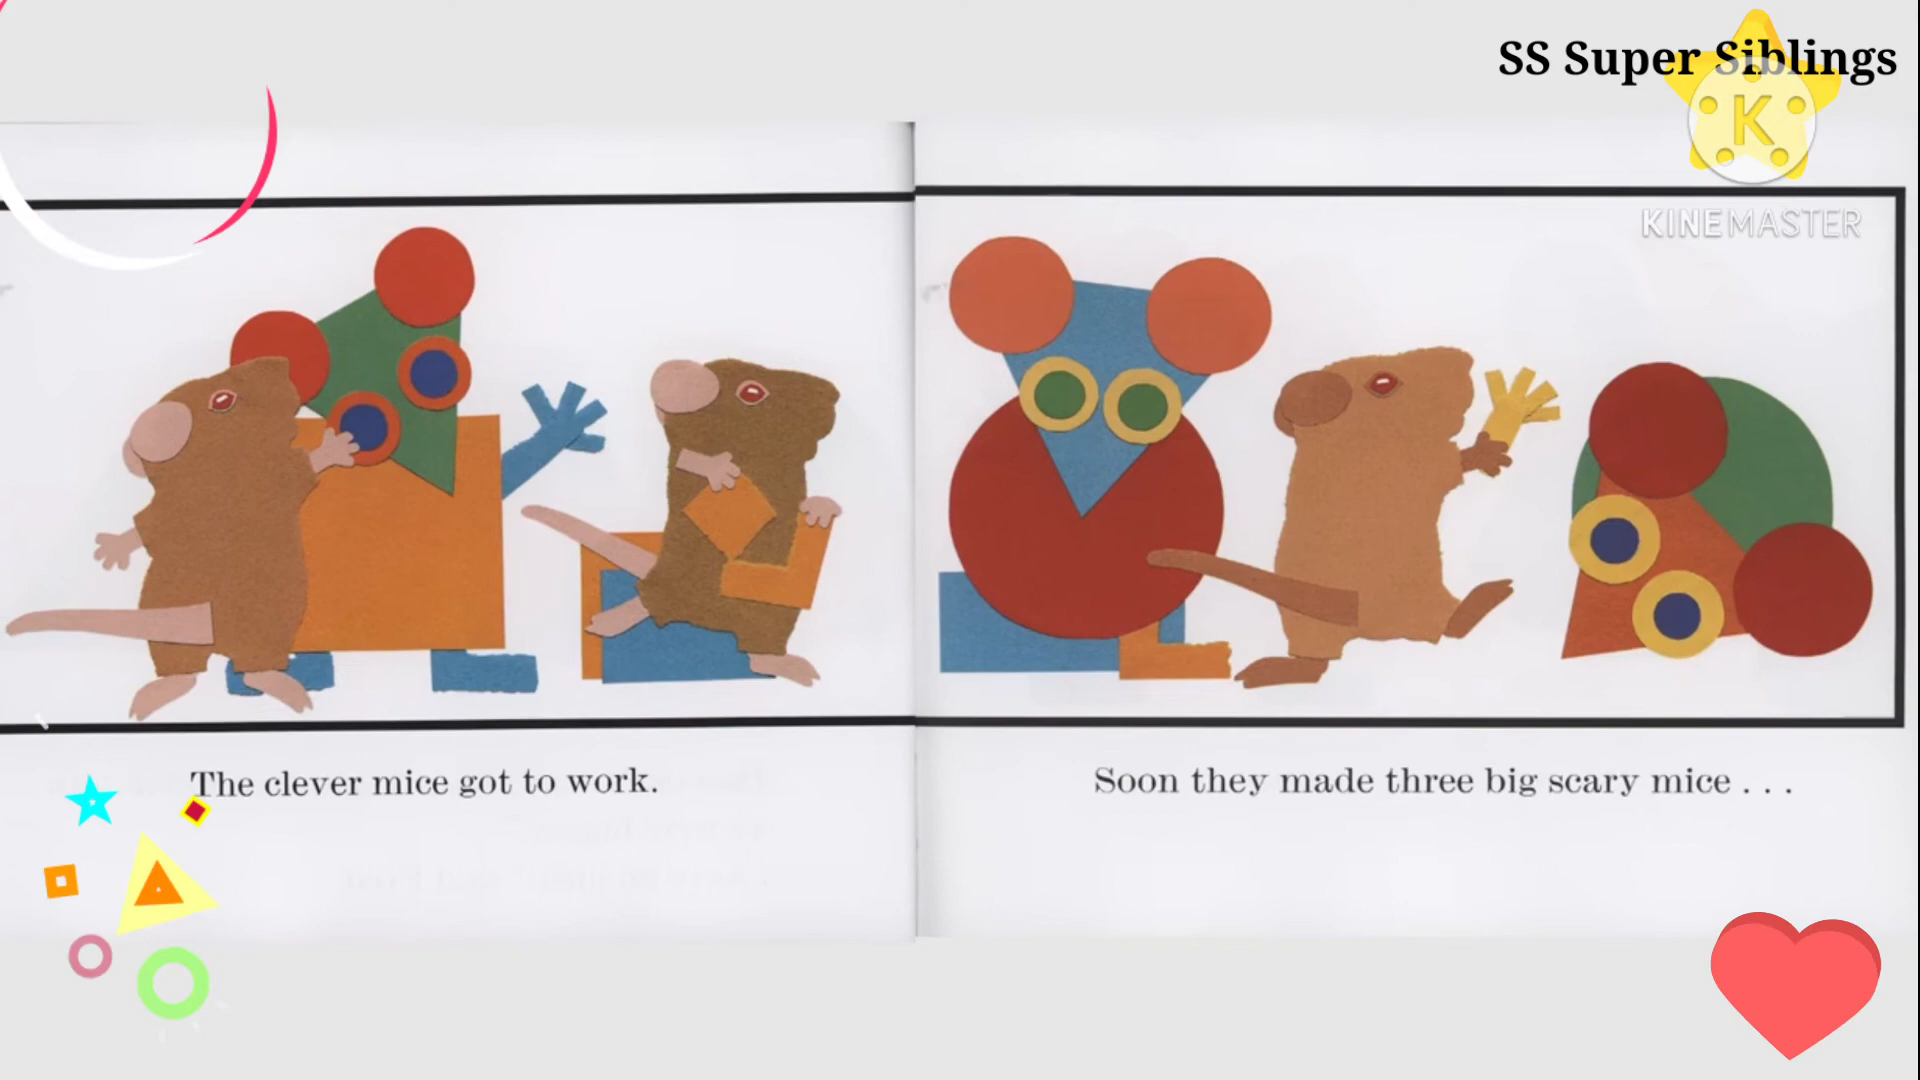 SS Super Siblings
K
KINEMASTER
The clever mice got to work.
Soon they made three big scary mice . . .